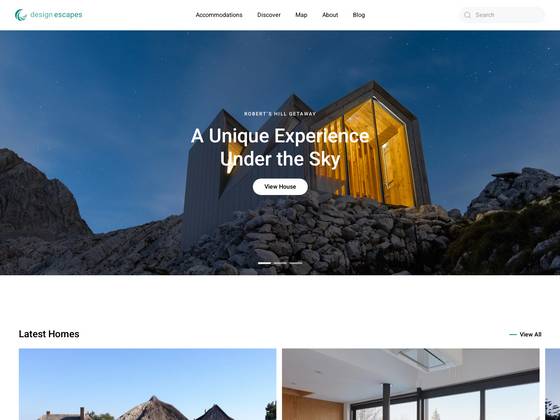 design escapes
Accommodations
Discover
Map
About
Blog
Search
ROBERT'S HILL GETAWAY
A Unique Experience
Under the Sky
View House
Latest Homes
View All